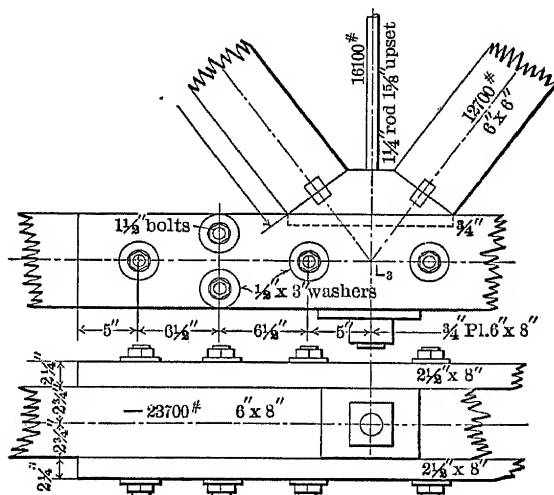 16100#
1¼" rod 1⅝" upset
12700#
6" x 6"
1½" bolts
¾"
L3
½" x 3" washers
5" 6½" 6½" 5" ¾" Pl. 6" x 8"
2¼"
2½" x 8"
2¾"
— 23700# 6" x 8"
2¾"
2¼"
2½" x 8"